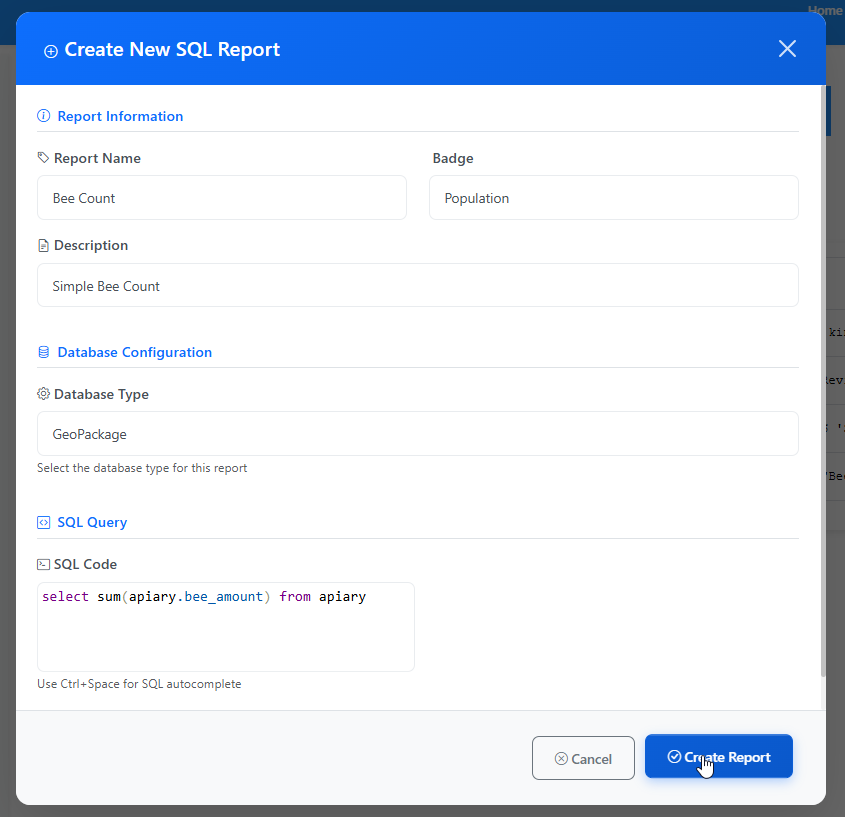 Home
Create New SQL Report
Report Information
Report Name
Badge
Bee Count
Population
Description
Simple Bee Count
Database Configuration
Database Type
GeoPackage
Select the database type for this report
SQL Query
SQL Code
select sum(apiary.bee_amount) from apiary
Use Ctrl+Space for SQL autocomplete
Cancel
Create Report